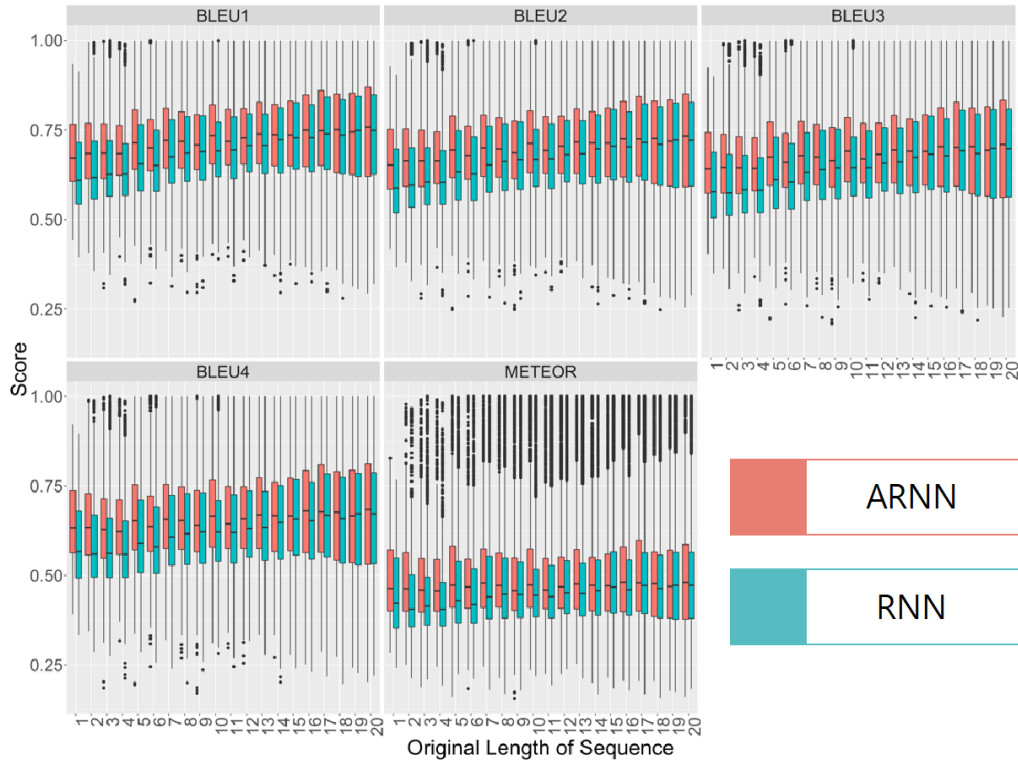 BLEU1 BLEU2 BLEU3
1.00
0.75
0.50
0.25
1 2 3 4 5 6 7 8 9 10 11 12 13 14 15 16 17 18 19 20
Score
BLEU4 METEOR
1.00
0.75
0.50
0.25
ARNN
RNN
1 2 3 4 5 6 7 8 9 10 11 12 13 14 15 16 17 18 19 20 1 2 3 4 5 6 7 8 9 10 11 12 13 14 15 16 17 18 19 20
Original Length of Sequence